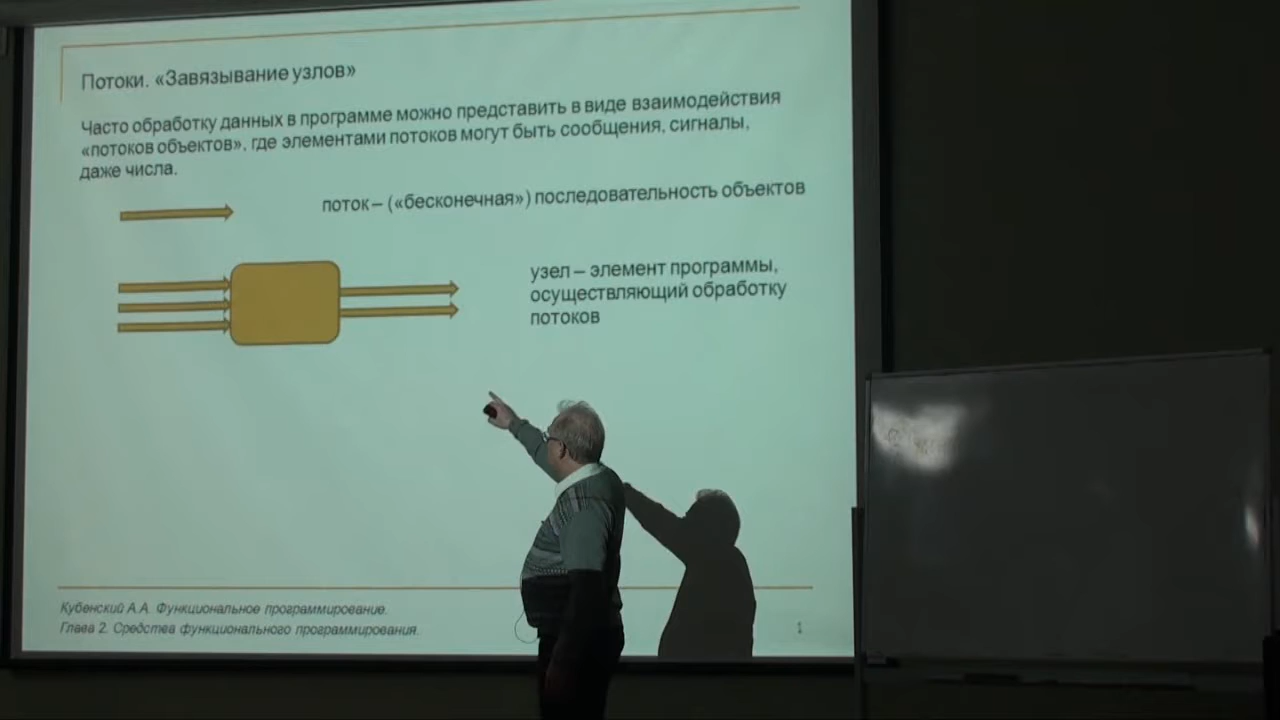 Потоки. «Завязывание узлов»
Часто обработку данных в программе можно представить в виде взаимодействия
«потоков объектов», где элементами потоков могут быть сообщения, сигналы,
даже числа.
поток – («бесконечная») последовательность объектов
узел – элемент программы,
осуществляющий обработку
потоков
Кубенский А.А. Функциональное программирование.
Глава 2. Средства функционального программирования.
1